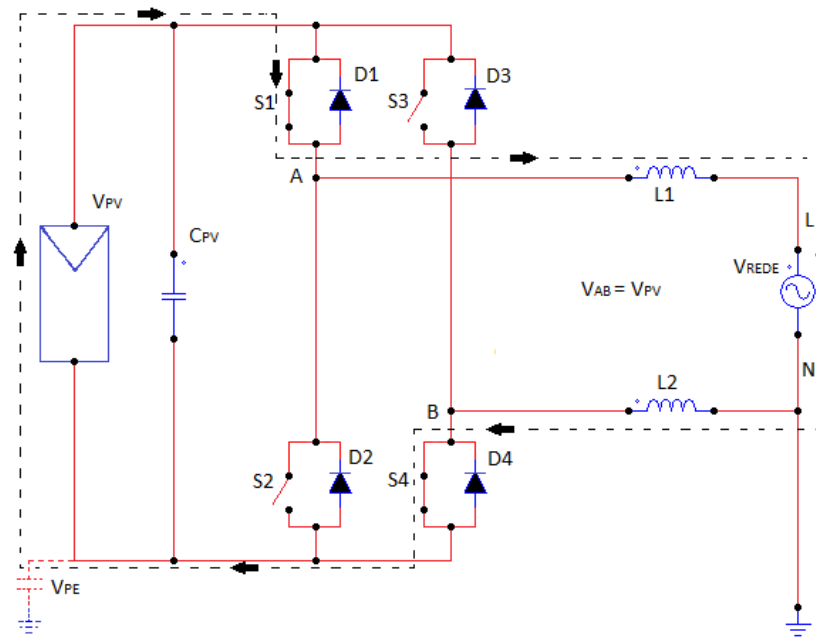 D1
D3
S1
S3
A
L1
VPV
CPV
L
VREDE
VAB = VPV
N
L2
B
D2
D4
S2
S4
VPE